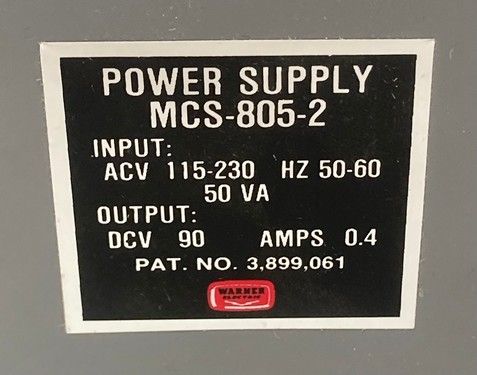 POWER SUPPLY
MCS-805-2
INPUT:
ACV 115-230 HZ 50-60
50 VA
OUTPUT:
DCV 90 AMPS 0.4
PAT. NO. 3,899,061
WARNER
ELECTRIC